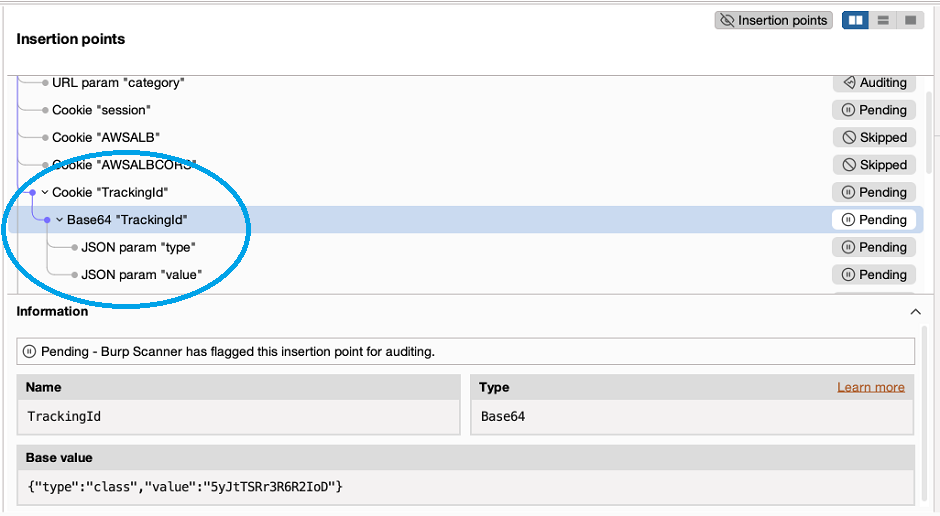 Insertion points
Insertion points
URL param "category"
Auditing
Cookie "session"
Pending
Cookie "AWSALB"
Skipped
Cookie "AWSALBCORS"
Skipped
Cookie "TrackingId"
Pending
Base64 "TrackingId"
Pending
JSON param "type"
Pending
JSON param "value"
Pending
Information
Pending - Burp Scanner has flagged this insertion point for auditing.
Name
Type
Learn more
TrackingId
Base64
Base value
{"type":"class","value":"5yJtTSRr3R6R2IoD"}